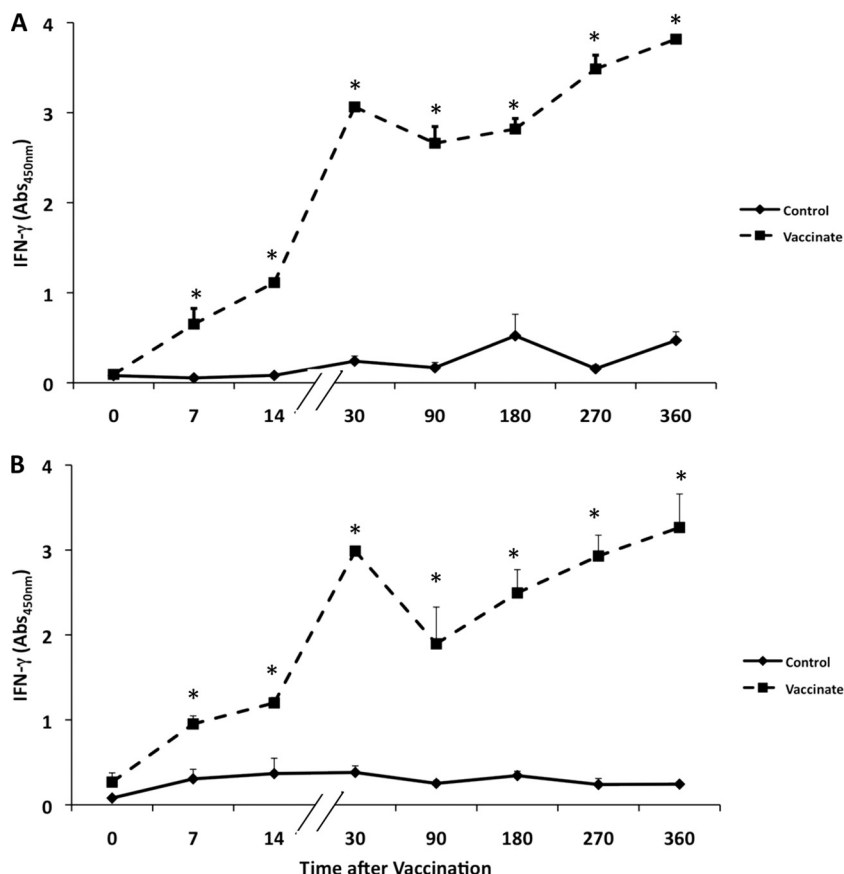 A
4
3
2
1
0
IFN-γ (Abs450nm)
* * * * * * *
Control
Vaccinate
0 7 14 30 90 180 270 360
B
4
3
2
1
0
IFN-γ (Abs450nm)
* * * * * * *
Control
Vaccinate
0 7 14 30 90 180 270 360
Time after Vaccination